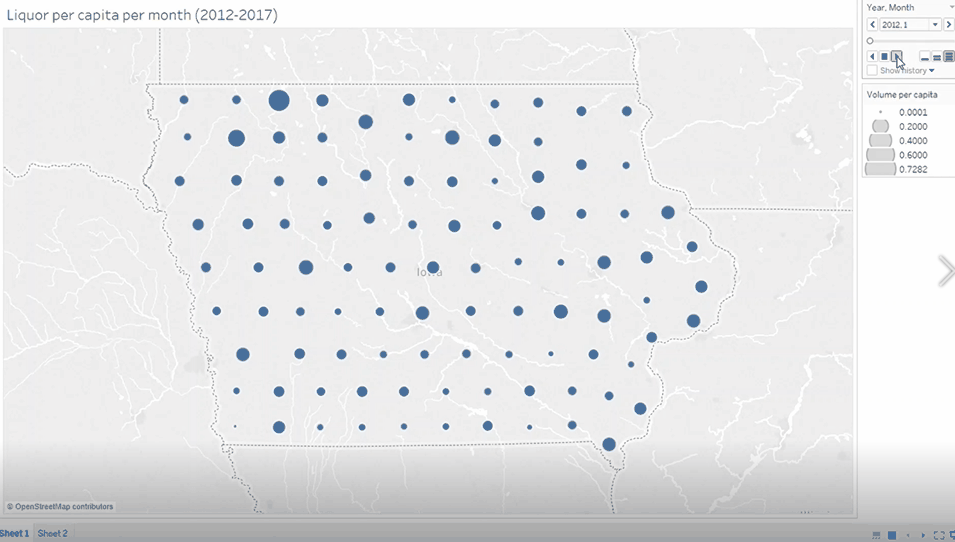 Liquor per capita per month (2012-2017)
Year, Month
2012.1
Show history
Volume per capita
0.0001
0.2000
0.4000
0.6000
0.7282
© OpenStreetMap contributors
Sheet 1
Sheet 2